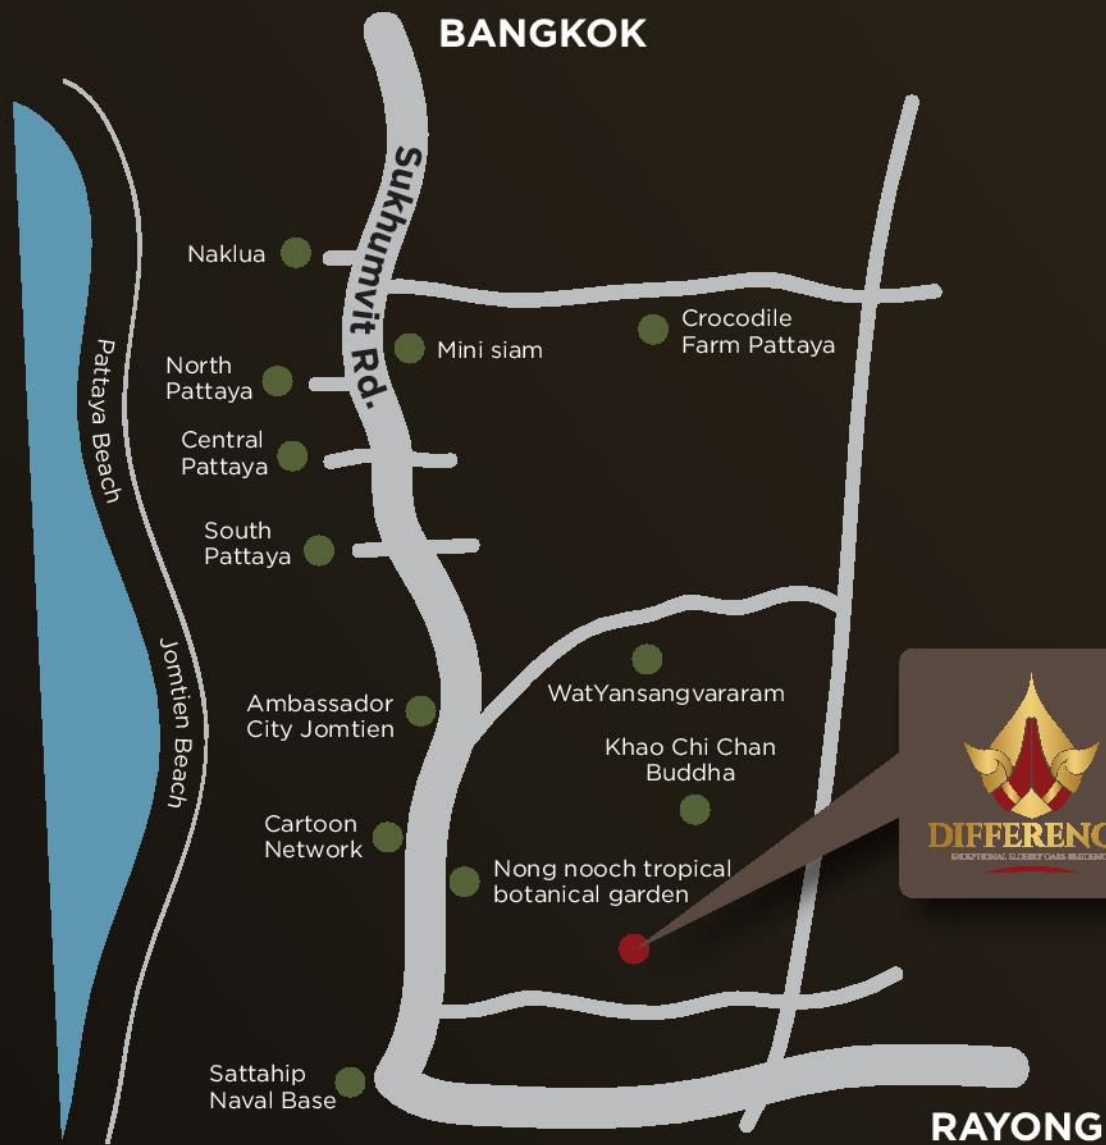 BANGKOK
Sukhumvit Rd.
Naklua
Crocodile
Farm Pattaya
Mini siam
North
Pattaya
Pattaya Beach
Central
Pattaya
South
Pattaya
Jomtien Beach
WatYansangvararam
Ambassador
City Jomtien
Khao Chi Chan
Buddha
Cartoon
Network
DIFFERENC
Nong nooch tropical
botanical garden
Sattahip
Naval Base
RAYONG